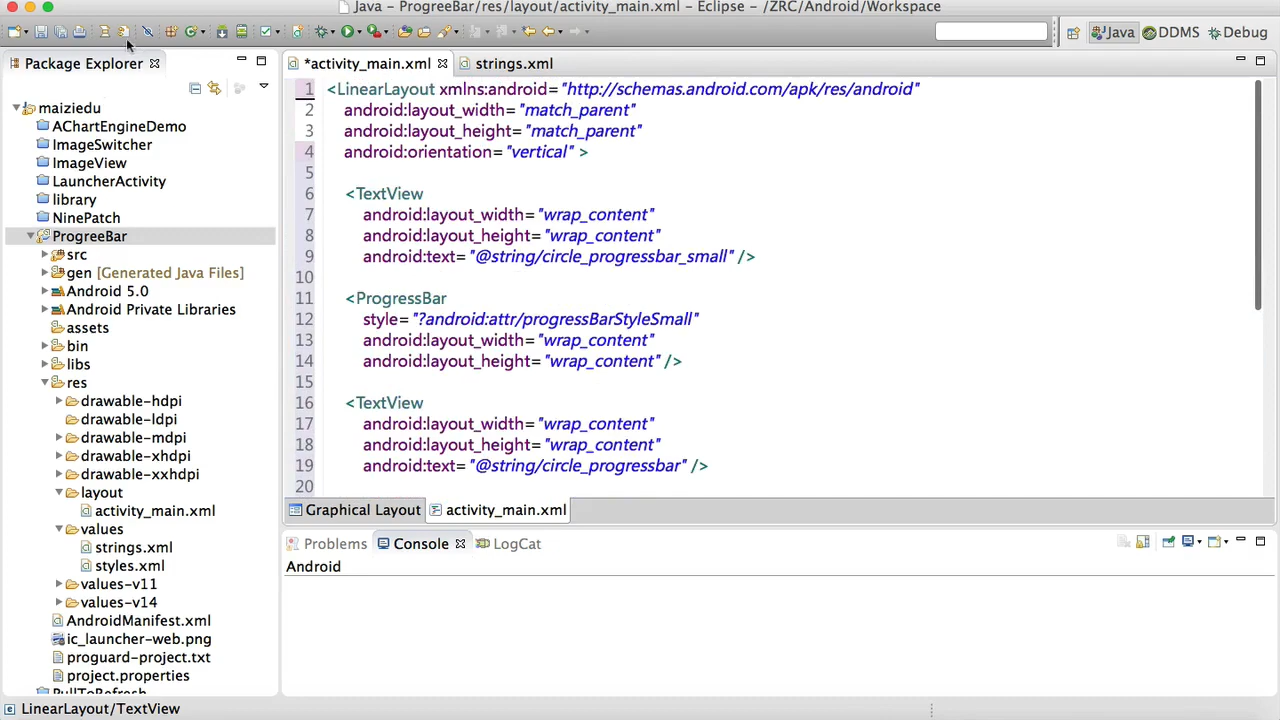 Java - ProgreeBar/res/layout/activity_main.xml - Eclipse - /ZRC/Android/Workspace
Java
DDMS
Debug
Package Explorer
*activity_main.xml
strings.xml
maiziedu
AChartEngineDemo
ImageSwitcher
ImageView
LauncherActivity
library
NinePatch
ProgreeBar
src
gen [Generated Java Files]
Android 5.0
Android Private Libraries
assets
bin
libs
res
drawable-hdpi
drawable-ldpi
drawable-mdpi
drawable-xhdpi
drawable-xxhdpi
layout
activity_main.xml
values
strings.xml
styles.xml
values-v11
values-v14
AndroidManifest.xml
ic_launcher-web.png
proguard-project.txt
project.properties
PullToRefresh
1 <LinearLayout xmlns:android="http://schemas.android.com/apk/res/android"
2 android:layout_width="match_parent"
3 android:layout_height="match_parent"
4 android:orientation="vertical" >
5
6 <TextView
7 android:layout_width="wrap_content"
8 android:layout_height="wrap_content"
9 android:text="@string/circle_progressbar_small" />
10
11 <ProgressBar
12 style="?android:attr/progressBarStyleSmall"
13 android:layout_width="wrap_content"
14 android:layout_height="wrap_content" />
15
16 <TextView
17 android:layout_width="wrap_content"
18 android:layout_height="wrap_content"
19 android:text="@string/circle_progressbar" />
20
Graphical Layout
activity_main.xml
Problems
Console
LogCat
Android
LinearLayout/TextView